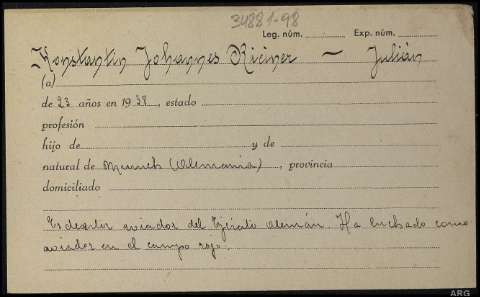 34881-98
Leg. núm. Exp. núm.
Konstantin Johannes Riciner — Julián
(a)
de 23 años en 1938, estado
profesión
hijo de y de
natural de Munich (Alemania), provincia
domiciliado
Es desertor aviador del Ejército alemán. Ha luchado como
aviador en el campo rojo.
ARG